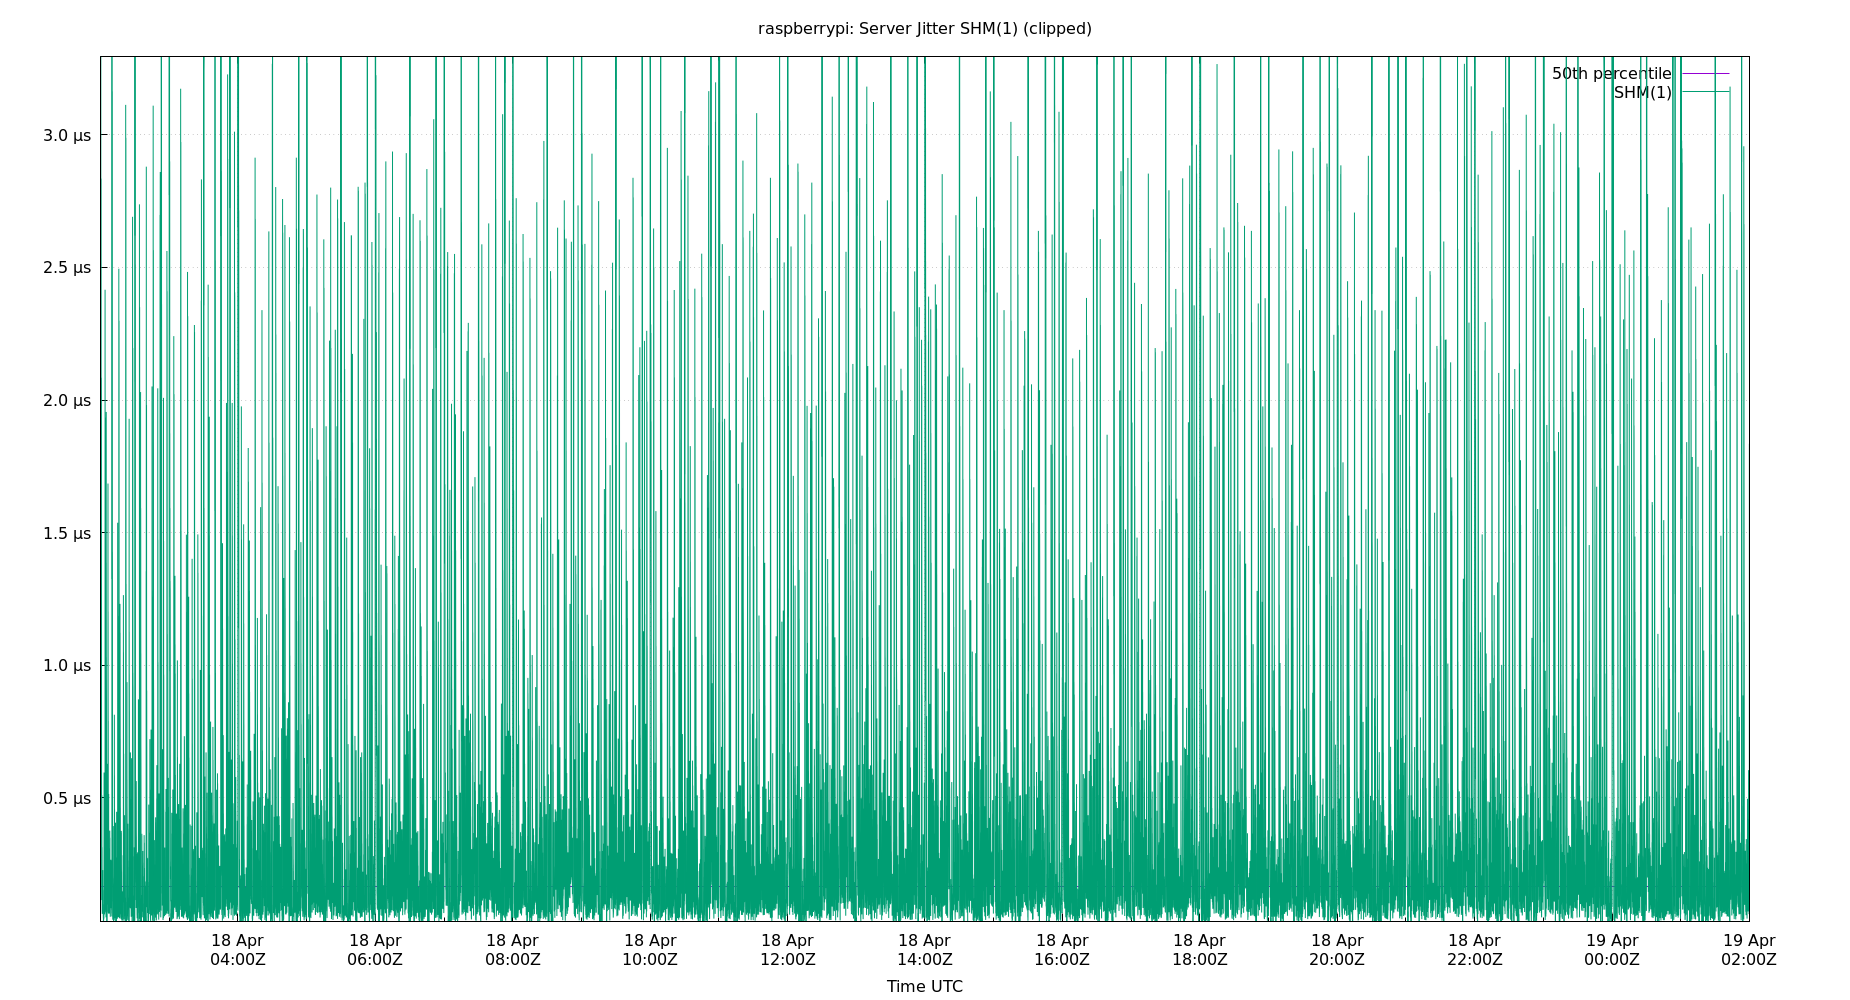 raspberrypi: Server Jitter SHM(1) (clipped)
50th percentile
SHM(1)
3.0 µs
2.5 µs
2.0 µs
1.5 µs
1.0 µs
0.5 µs
18 Apr 18 Apr 18 Apr 18 Apr 18 Apr 18 Apr 18 Apr 18 Apr 18 Apr 18 Apr 19 Apr 19 Apr
04:00Z 06:00Z 08:00Z 10:00Z 12:00Z 14:00Z 16:00Z 18:00Z 20:00Z 22:00Z 00:00Z 02:00Z
Time UTC